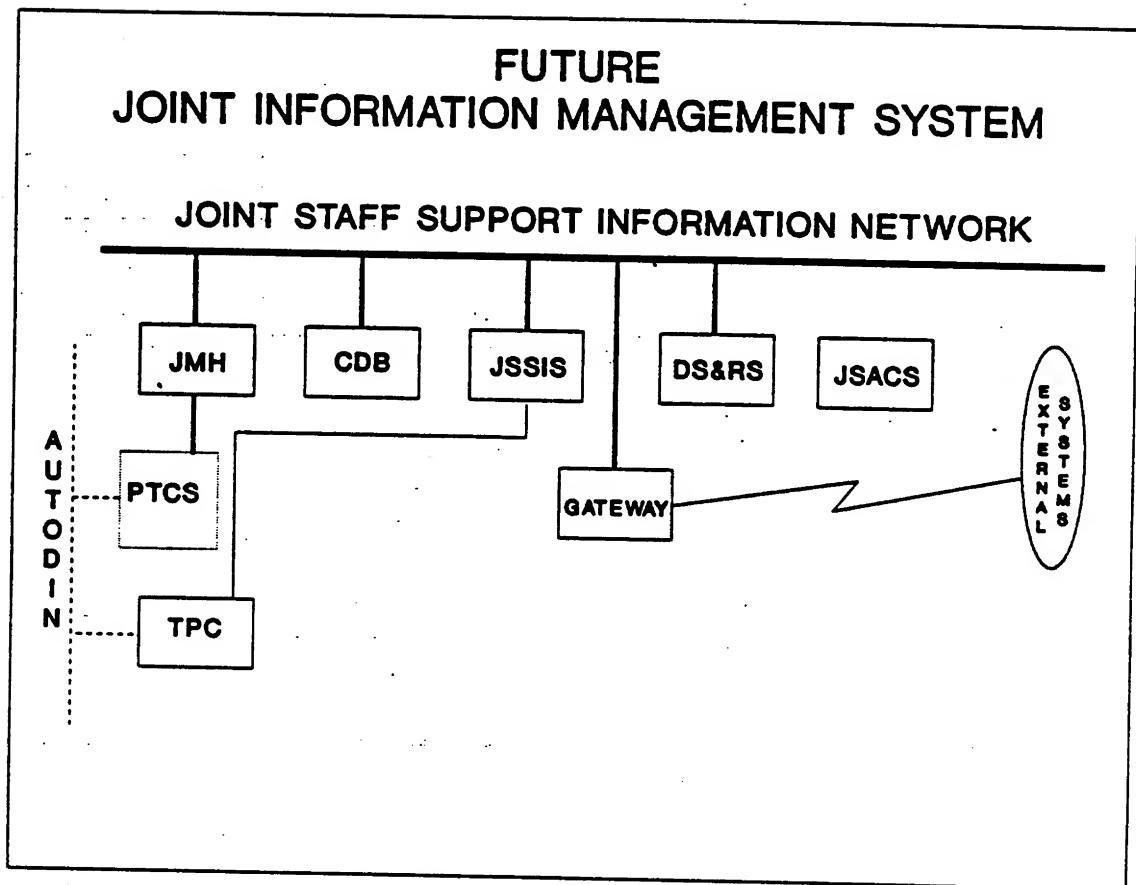 FUTURE
JOINT INFORMATION MANAGEMENT SYSTEM
JOINT STAFF SUPPORT INFORMATION NETWORK
JMH
CDB
JSSIS
DS&RS
JSACS
EXTERNAL
SYSTEMS
AUTODIN
PTCS
GATEWAY
TPC